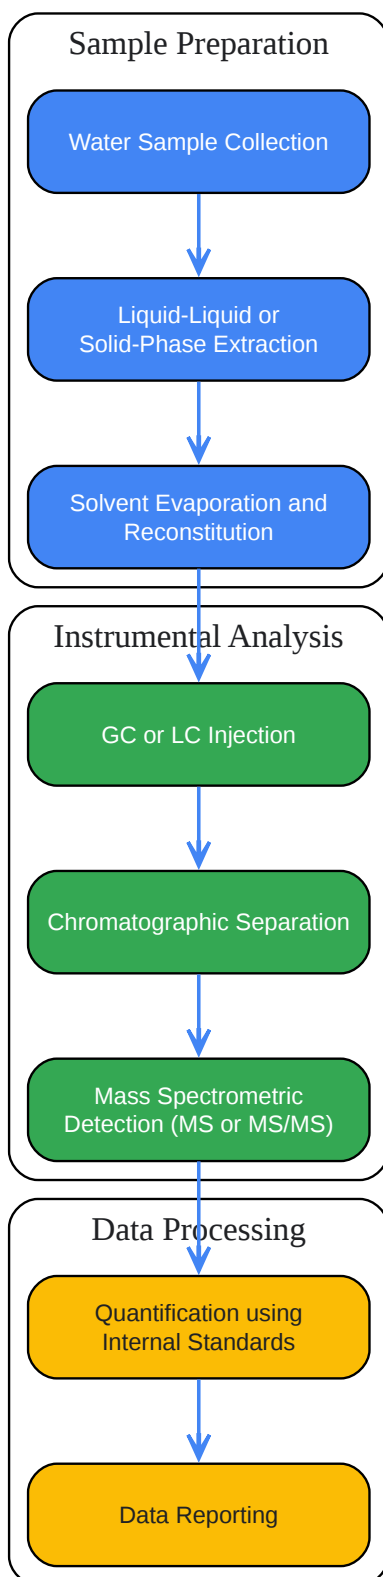 Sample Preparation
Water Sample Collection
Liquid-Liquid or
Solid-Phase Extraction
Solvent Evaporation and
Reconstitution
Instrumental Analysis
GC or LC Injection
Chromatographic Separation
Mass Spectrometric
Detection (MS or MS/MS)
Data Processing
Quantification using
Internal Standards
Data Reporting